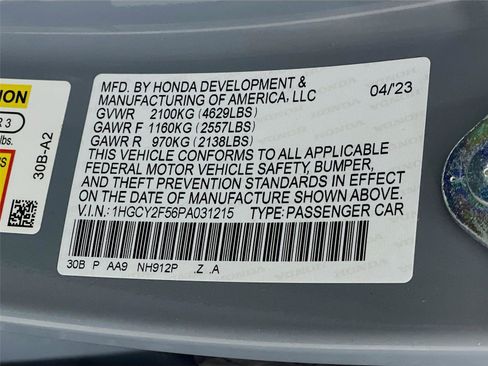 MFD. BY HONDA DEVELOPMENT & 04/23
MANUFACTURING OF AMERICA, LLC
GVWR 2100KG (4629LBS)
GAWR F 1160KG (2557LBS)
GAWR R 970KG (2138LBS)
THIS VEHICLE CONFORMS TO ALL APPLICABLE
FEDERAL MOTOR VEHICLE SAFETY, BUMPER,
AND THEFT PREVENTION STANDARDS IN EFFECT
ON THE DATE OF MANUFACTURE SHOWN ABOVE.
V.I.N.: 1HGCY2F56PA031215 TYPE: PASSENGER CAR
30B P AA9 NH912P .Z .A
30B-A2
R 3
lbs.